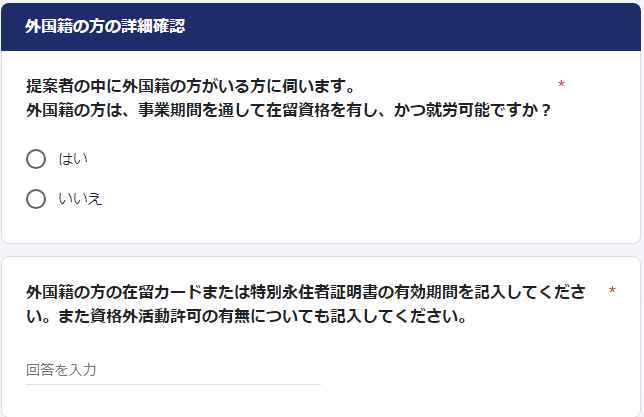 外国籍の方の詳細確認
提案者の中に外国籍の方がいる方に伺います。 *
外国籍の方は、事業期間を通して在留資格を有し、かつ就労可能ですか？
はい
いいえ
外国籍の方の在留カードまたは特別永住者証明書の有効期間を記入してくださ *
い。また資格外活動許可の有無についても記入してください。
回答を入力